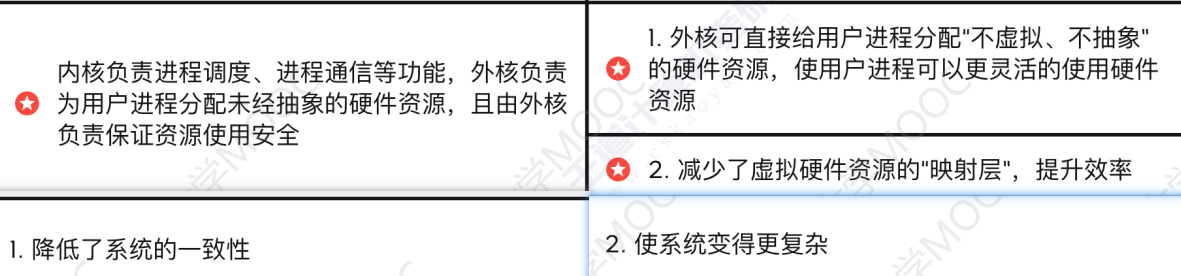 内核负责进程调度、进程通信等功能，外核负责
为用户进程分配未经抽象的硬件资源，且由外核
负责保证资源使用安全
1. 外核可直接给用户进程分配"不虚拟、不抽象"
的硬件资源，使用户进程可以更灵活的使用硬件
资源
2. 减少了虚拟硬件资源的"映射层"，提升效率
1. 降低了系统的一致性
2. 使系统变得更复杂